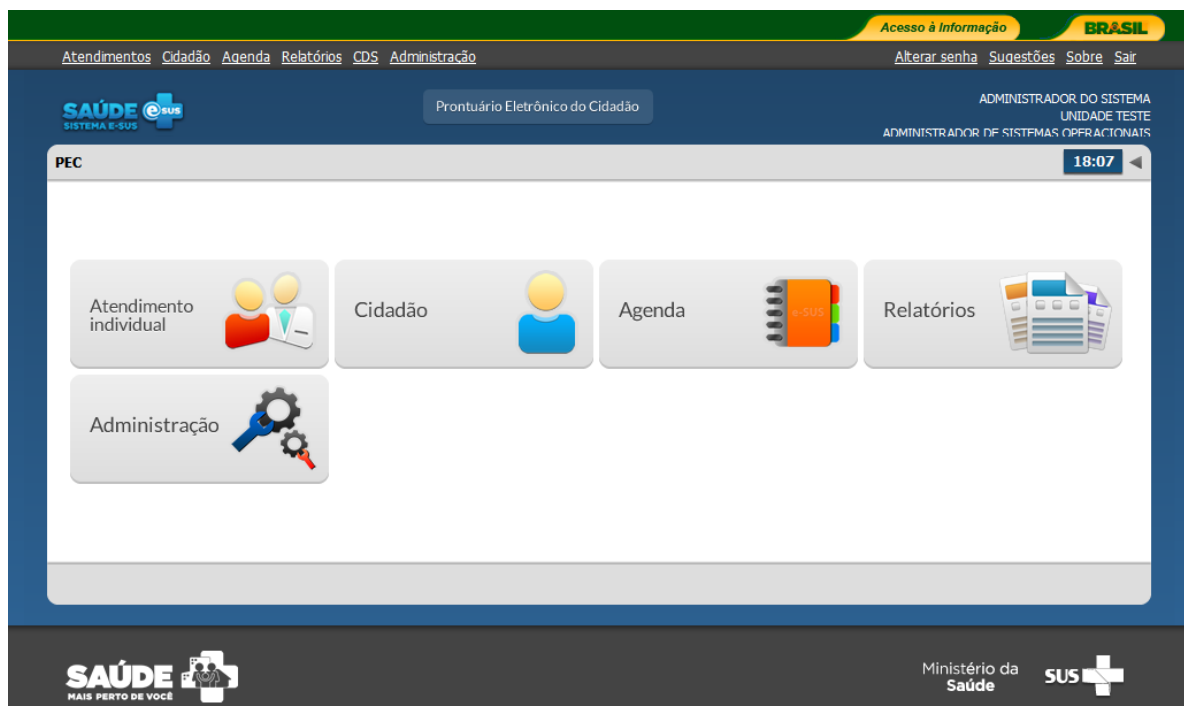 Acesso à Informação BRASIL
Atendimentos Cidadão Agenda Relatórios CDS Administração Alterar senha Sugestões Sobre Sair
SAÚDE e sus
SISTEMA E-SUS
Prontuário Eletrônico do Cidadão
ADMINISTRADOR DO SISTEMA
UNIDADE TESTE
ADMINISTRADOR DE SISTEMAS OPERACIONAIS
PEC 18:07
Atendimento
individual
Cidadão
Agenda
e-SUS
Relatórios
Administração
SAÚDE
MAIS PERTO DE VOCÊ
Ministério da
Saúde
SUS